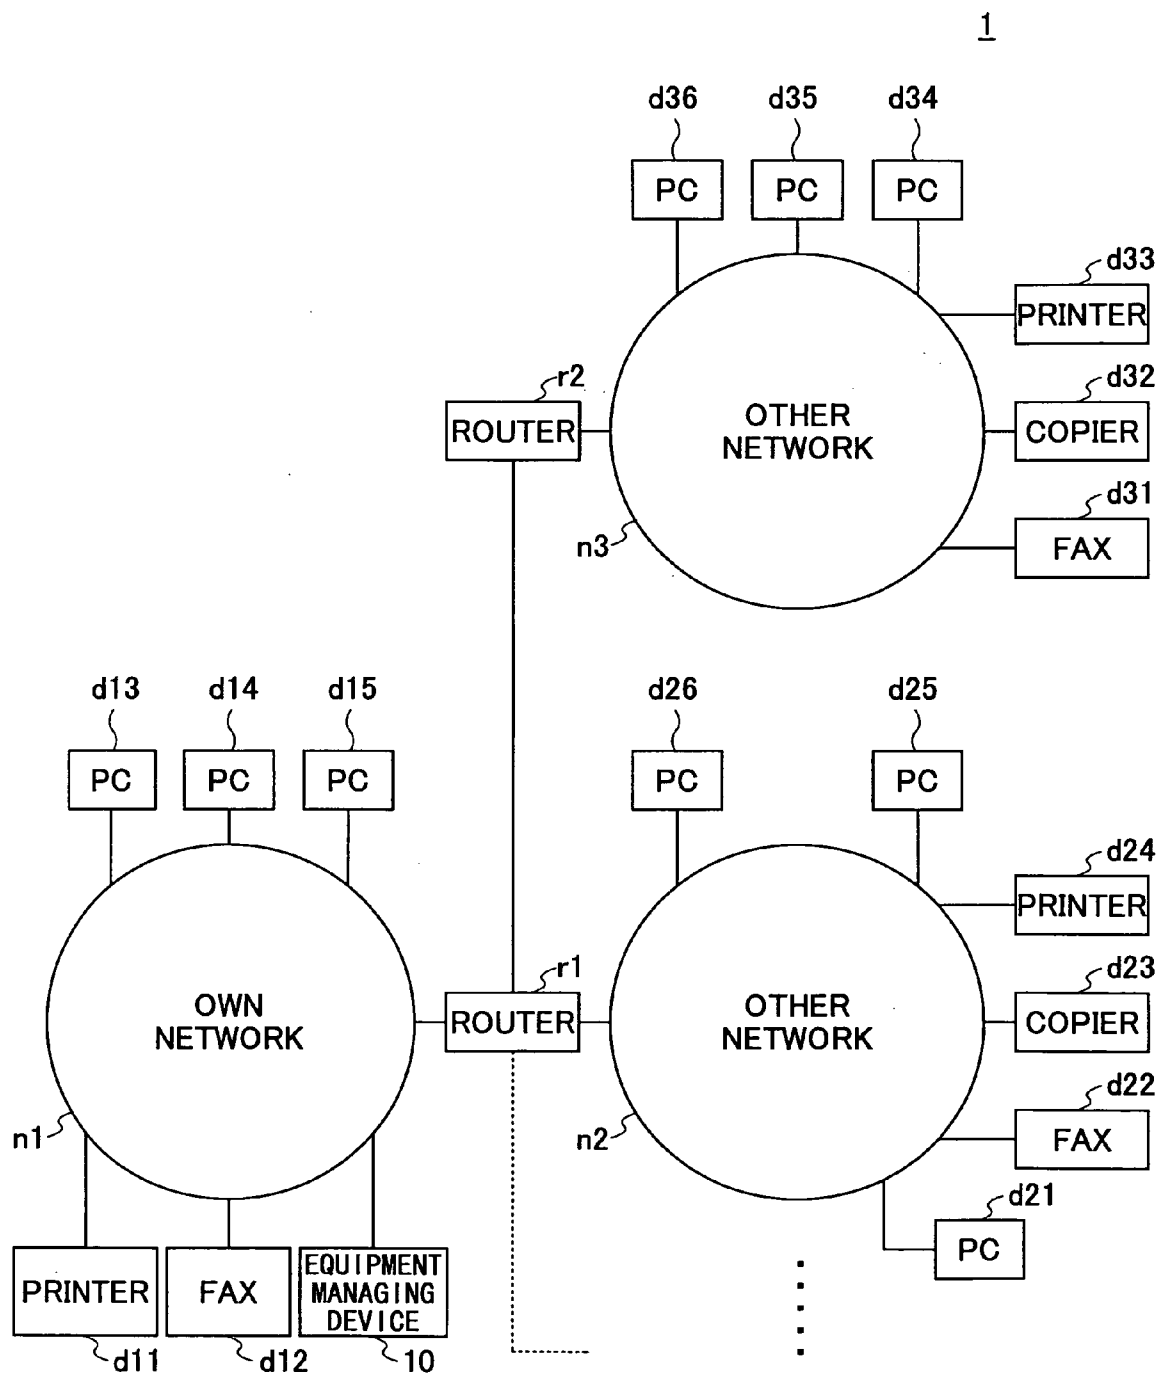 1
d36
d35
d34
PC
PC
PC
d33
PRINTER
r2
d32
ROUTER
OTHER
NETWORK
COPIER
d31
n3
FAX
d13
d14
d15
d26
d25
PC
PC
PC
PC
PC
d24
PRINTER
r1
d23
OWN
NETWORK
ROUTER
OTHER
NETWORK
COPIER
d22
n1
n2
FAX
d21
PC
PRINTER
FAX
EQUIPMENT
MANAGING
DEVICE
d11
d12
10